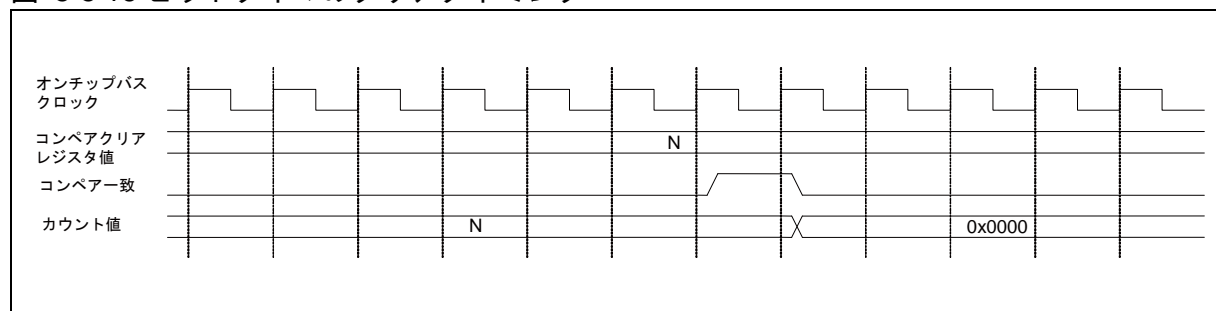 オンチップバス
クロック
コンペアクリア
レジスタ値
N
コンペア一致
カウント値
N
0x0000